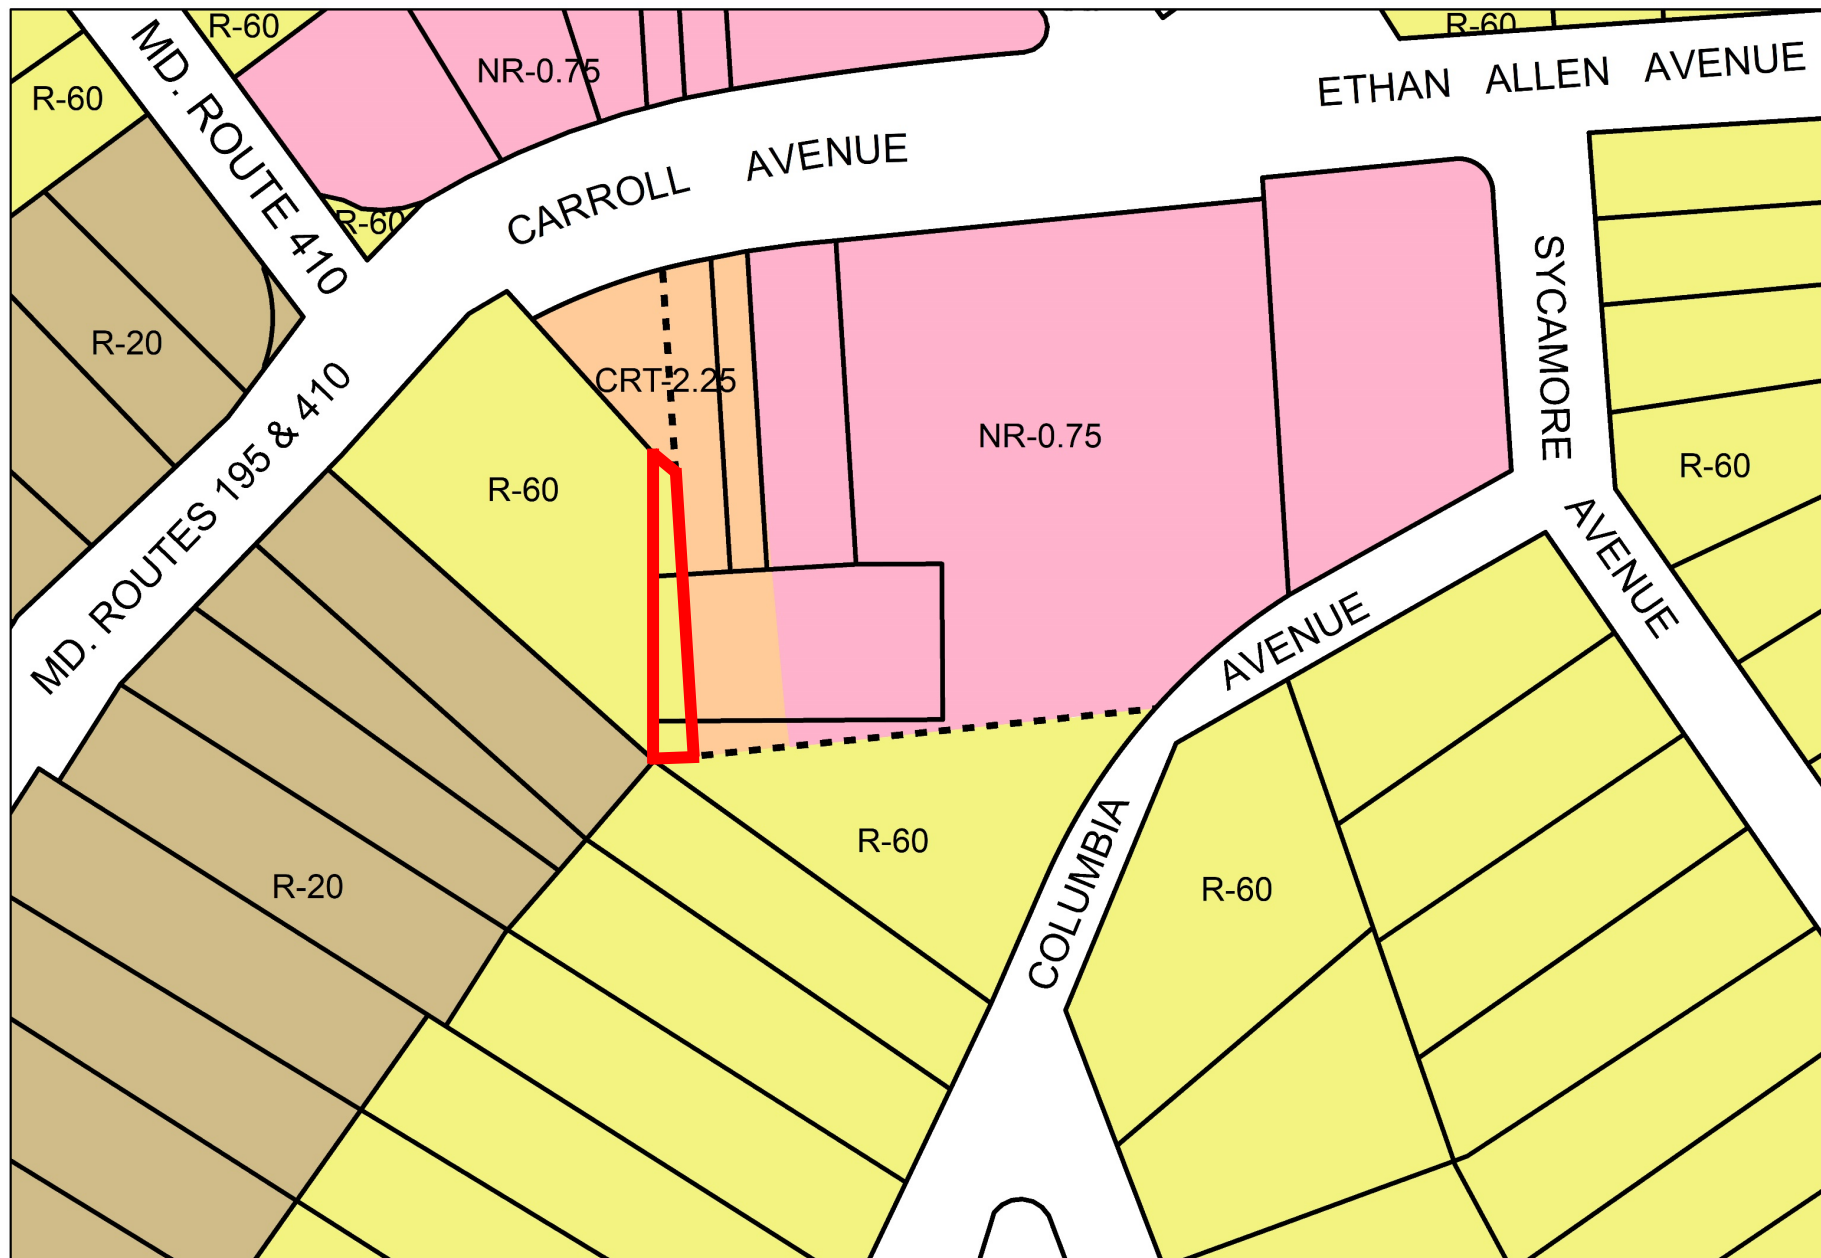 R-60
R-60
MD. ROUTE 410
R-60
NR-0.75
R-60
ETHAN ALLEN AVENUE
CARROLL AVENUE
R-20
CRT-2.25
NR-0.75
SYCAMORE AVENUE
R-60
R-60
MD. ROUTES 195 & 410
COLUMBIA AVENUE
R-60
R-60
R-20